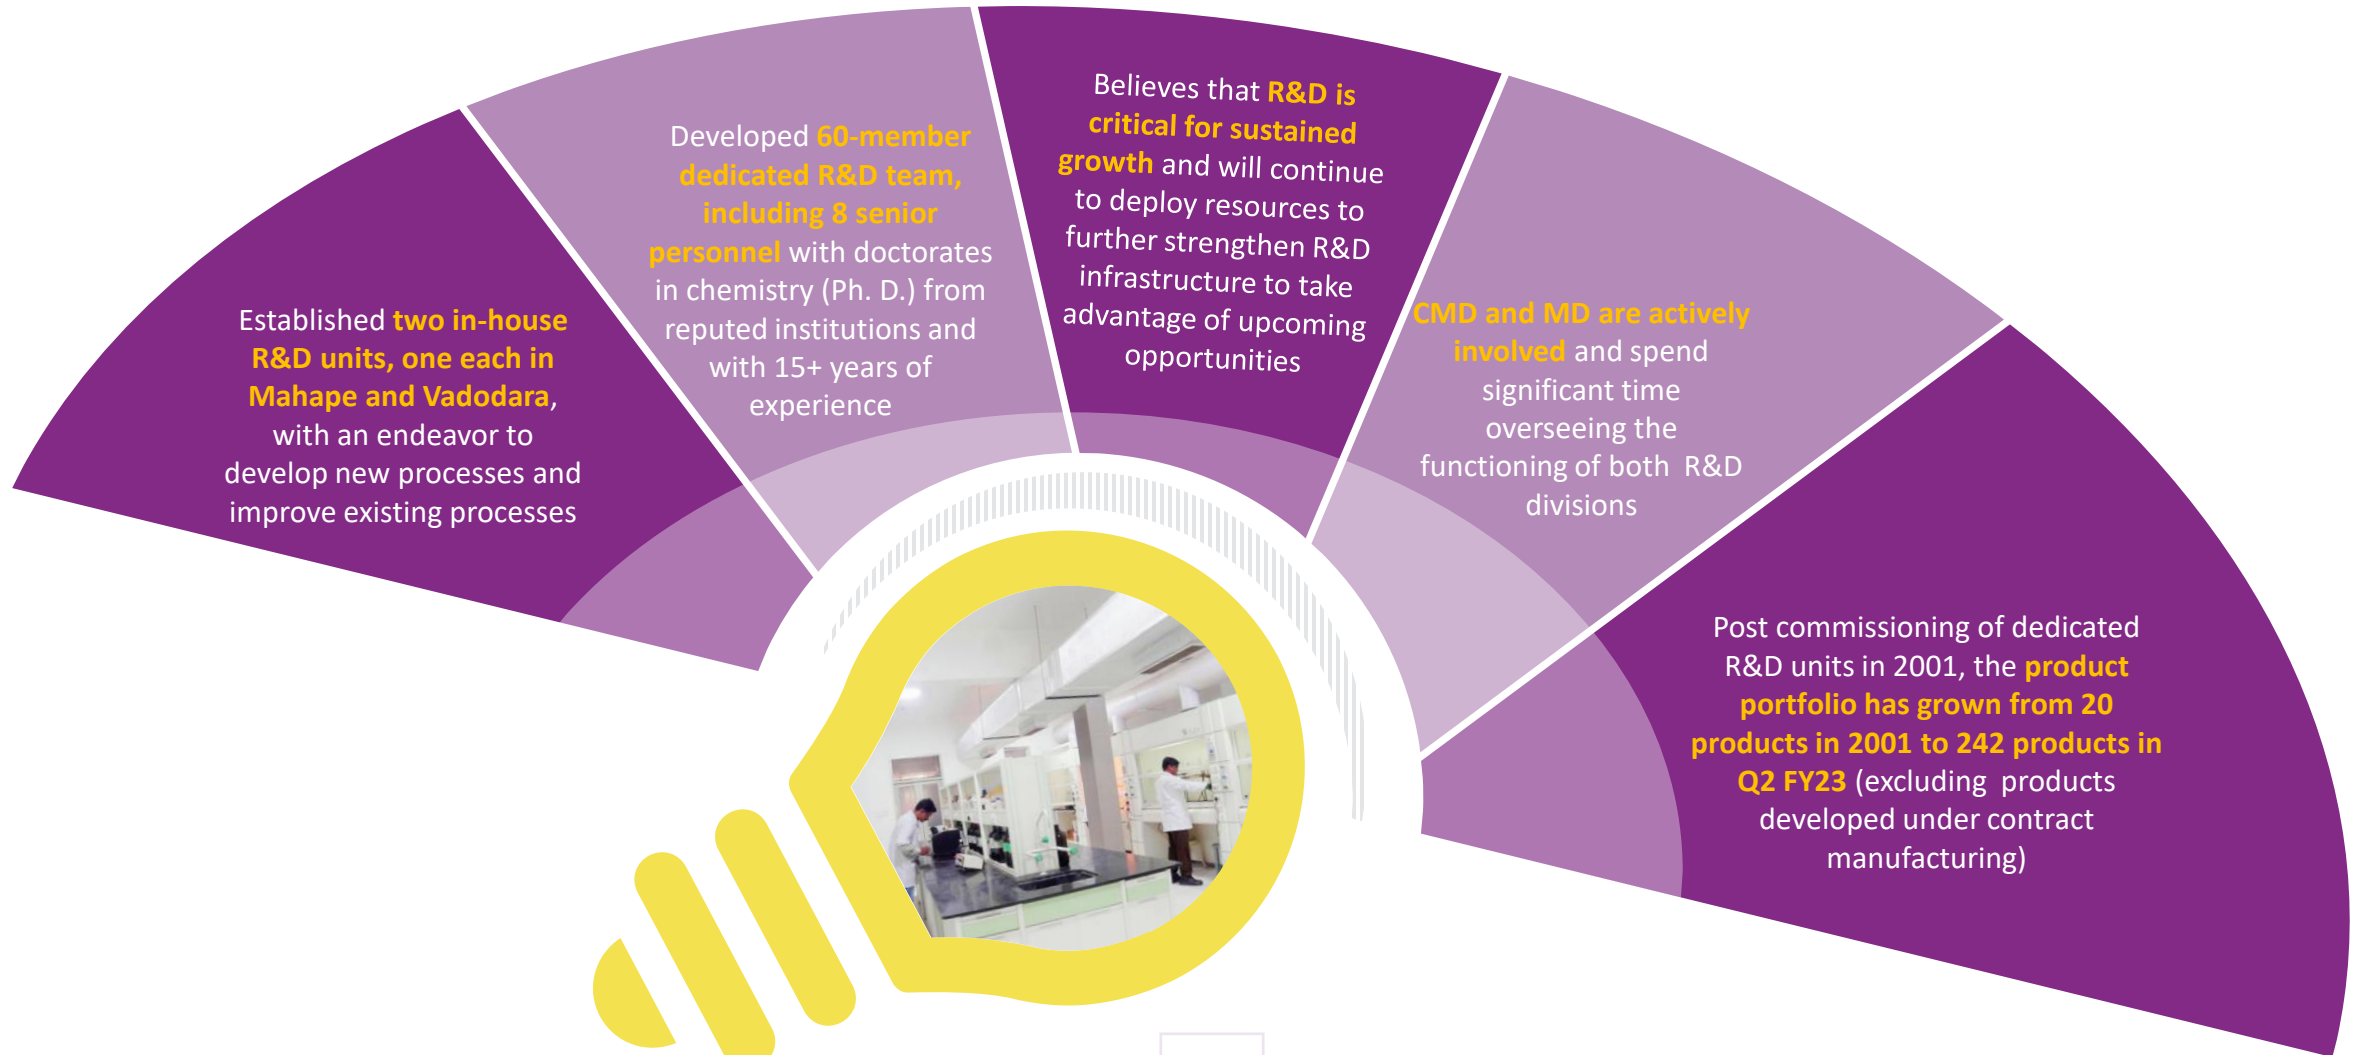 Established two in-house
R&D units, one each in
Mahape and Vadodara,
with an endeavor to
develop new processes and
improve existing processes
Developed 60-member
dedicated R&D team,
including 8 senior
personnel with doctorates
in chemistry (Ph. D.) from
reputed institutions and
with 15+ years of
experience
Believes that R&D is
critical for sustained
growth and will continue
to deploy resources to
further strengthen R&D
infrastructure to take
advantage of upcoming
opportunities
CMD and MD are actively
involved and spend
significant time
overseeing the
functioning of both R&D
divisions
Post commissioning of dedicated
R&D units in 2001, the product
portfolio has grown from 20
products in 2001 to 242 products in
Q2 FY23 (excluding products
developed under contract
manufacturing)